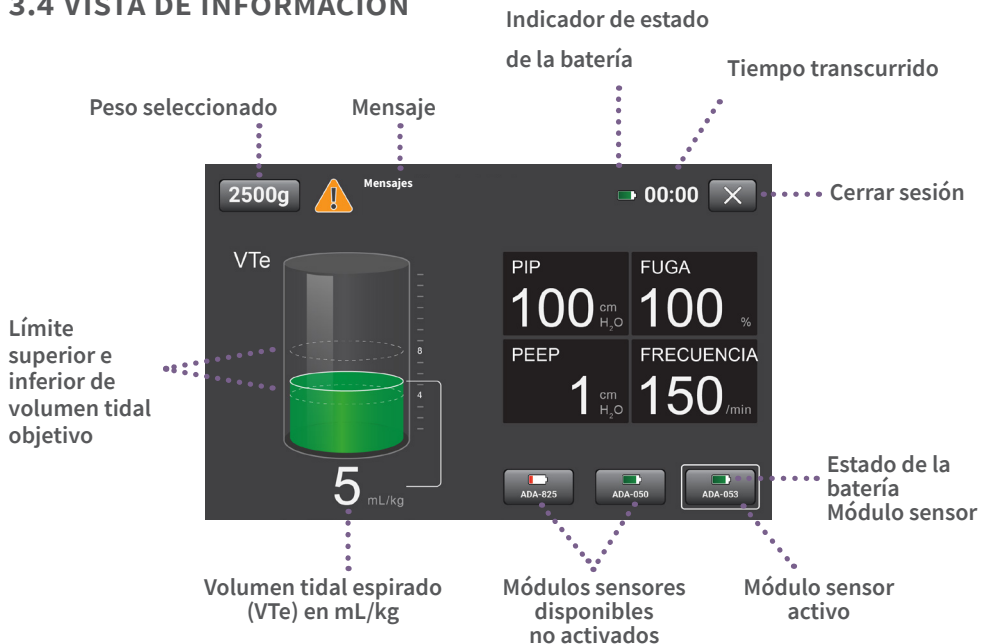 3.4 VISTA DE INFORMACIÓN
Indicador de estado
de la batería
Tiempo transcurrido
Peso seleccionado
Mensaje
2500g
Mensajes
00:00
Cerrar sesión
VTe
PIP
100 cm H₂O
FUGA
100 %
Límite
superior e
inferior de
volumen tidal
objetivo
8
4
PEEP
1 cm H₂O
FRECUENCIA
150 /min
5 mL/kg
ADA-825
ADA-050
ADA-053
Estado de la
batería
Módulo sensor
Volumen tidal espirado
(VTe) en mL/kg
Módulos sensores
disponibles
no activados
Módulo sensor
activo